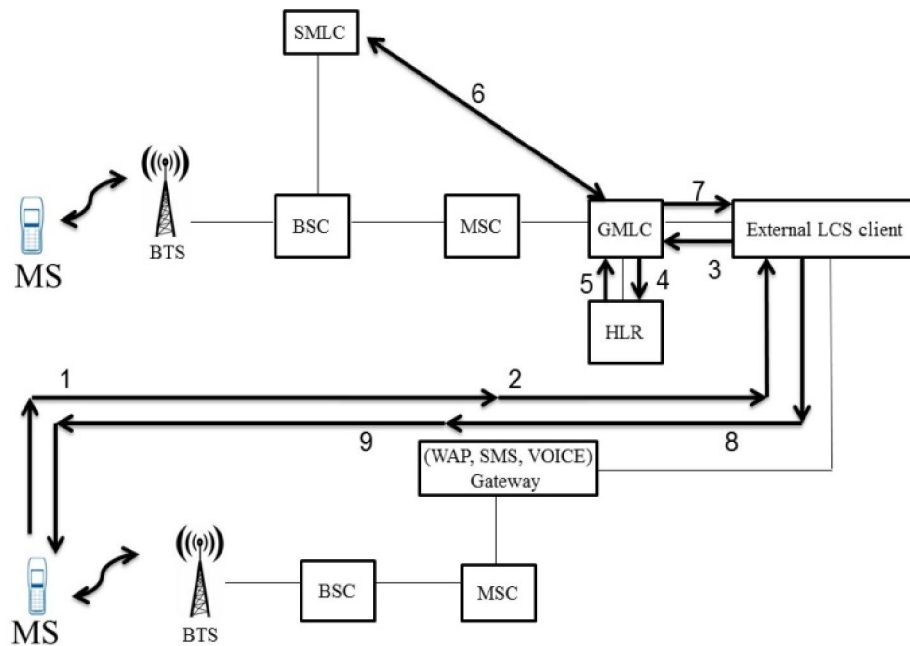 SMLC
6
7
BSC
MSC
GMLC
External LCS client
BTS
MS
3
5
4
HLR
1
2
9
8
(WAP, SMS, VOICE)
Gateway
BSC
MSC
BTS
MS